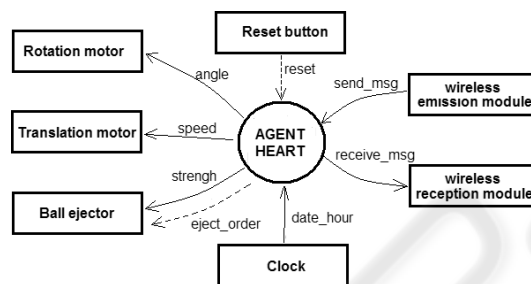 Reset button
Rotation motor
angle
reset
send_msg
wireless
emission module
Translation motor
speed
AGENT
HEART
receive_msg
strengh
wireless
reception module
Ball ejector
eject_order
date_hour
Clock